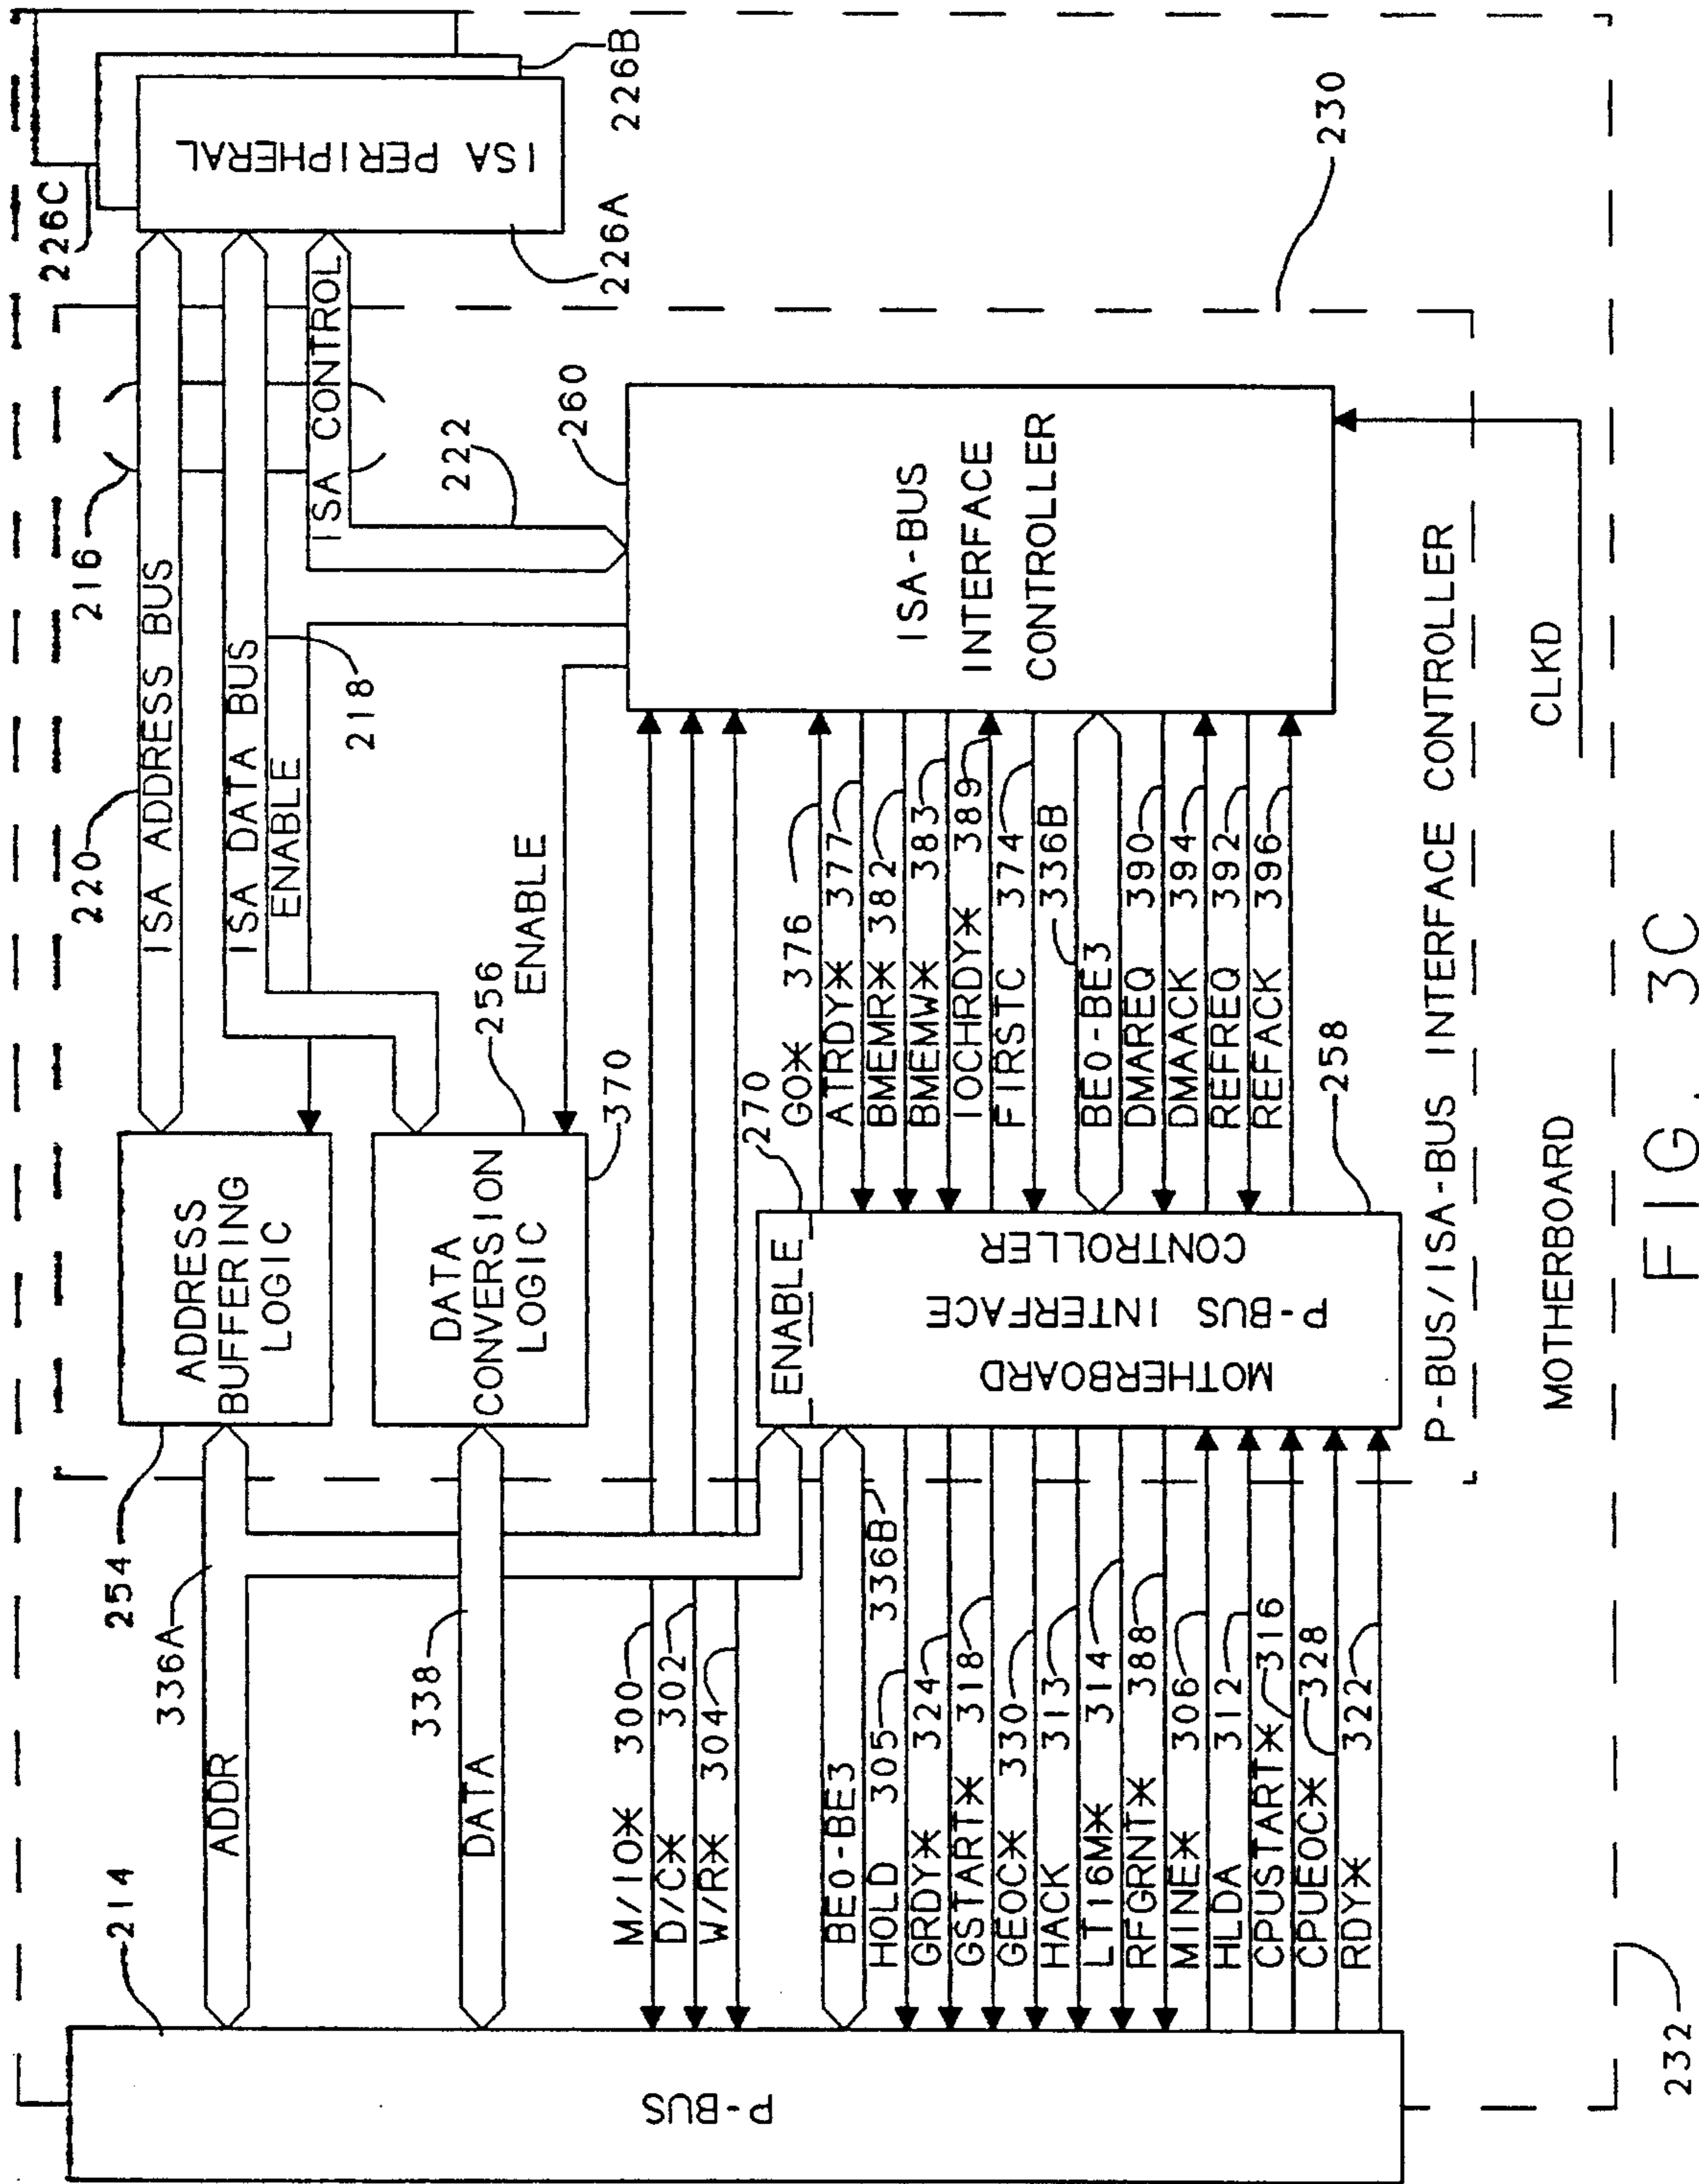 226C
226B
ISA PERIPHERAL
226A
230
216
ISA CONTROL
222
260
220
ISA ADDRESS BUS
ISA DATA BUS
218
ENABLE
ENABLE
ISA-BUS
INTERFACE
CONTROLLER
254
ADDRESS
BUFFERING
LOGIC
256
370
DATA
CONVERSION
LOGIC
270
GO* 376
ATRDY* 377
BMEMR* 382
BMEMW* 383
IOCHRDY* 389
FIRSTC 374
336B
BE0-BE3
DMAREQ 390
DMAACK 394
REFREQ 392
REFACK 396
258
ENABLE
MOTHERBOARD
P-BUS INTERFACE
CONTROLLER
336A
ADDR
338
DATA
214
P-BUS
M/IO* 300
D/C* 302
W/R* 304
BE0-BE3 336B
HOLD 305
GRDY* 324
GSTART* 318
GEOC* 330
HACK 313
LT16M* 314
RFGRNT* 388
MINE* 306
HLDA 312
CPUSTART* 316
CPUEOC* 328
RDY* 322
P-BUS/ISA-BUS INTERFACE CONTROLLER
CLKD
MOTHERBOARD
232
FIG. 3C